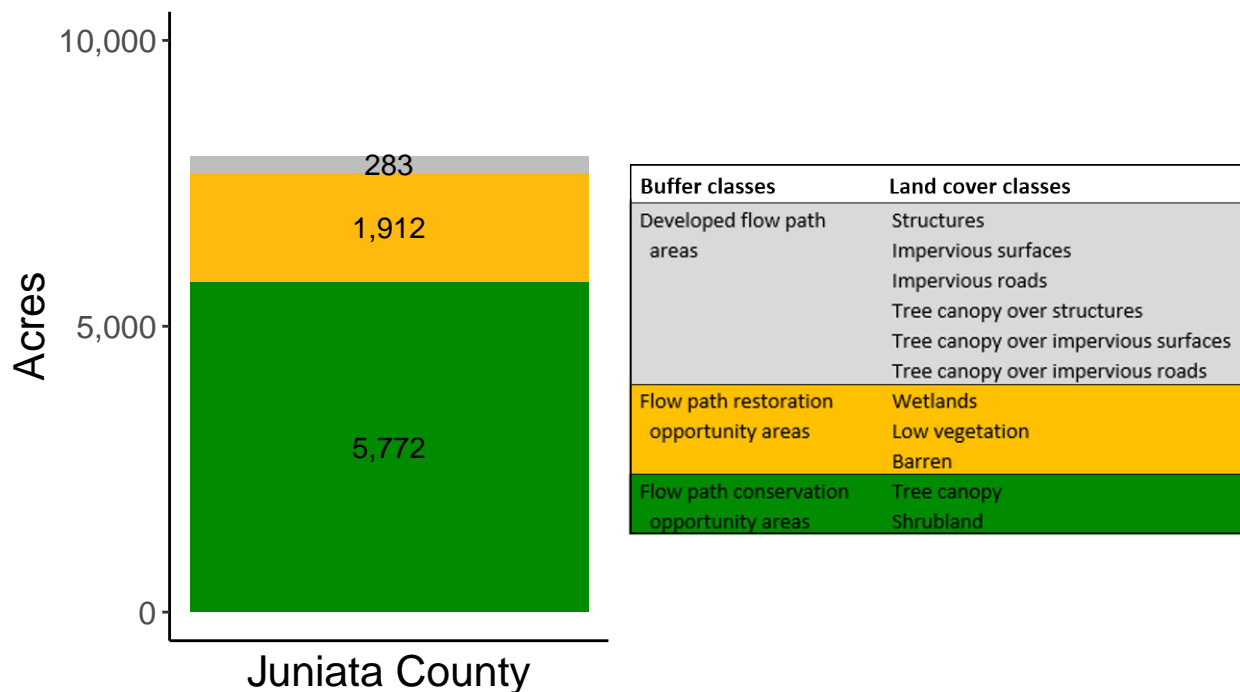 10,000
5,000
0
Acres
283
1,912
5,772
Juniata County
Buffer classes Land cover classes
Developed flow path Structures
areas Impervious surfaces
Impervious roads
Tree canopy over structures
Tree canopy over impervious surfaces
Tree canopy over impervious roads
Flow path restoration Wetlands
opportunity areas Low vegetation
Barren
Flow path conservation Tree canopy
opportunity areas Shrubland